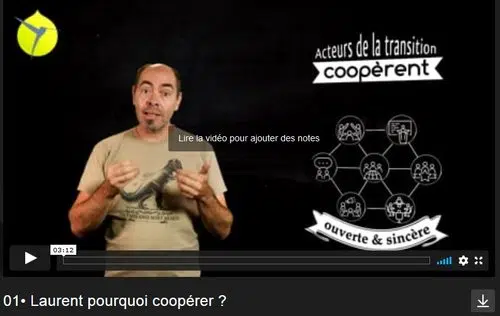 Acteurs de la transition
coopèrent
Lire la vidéo pour ajouter des notes
ouverte & sincère
03:12
01• Laurent pourquoi coopérer ?